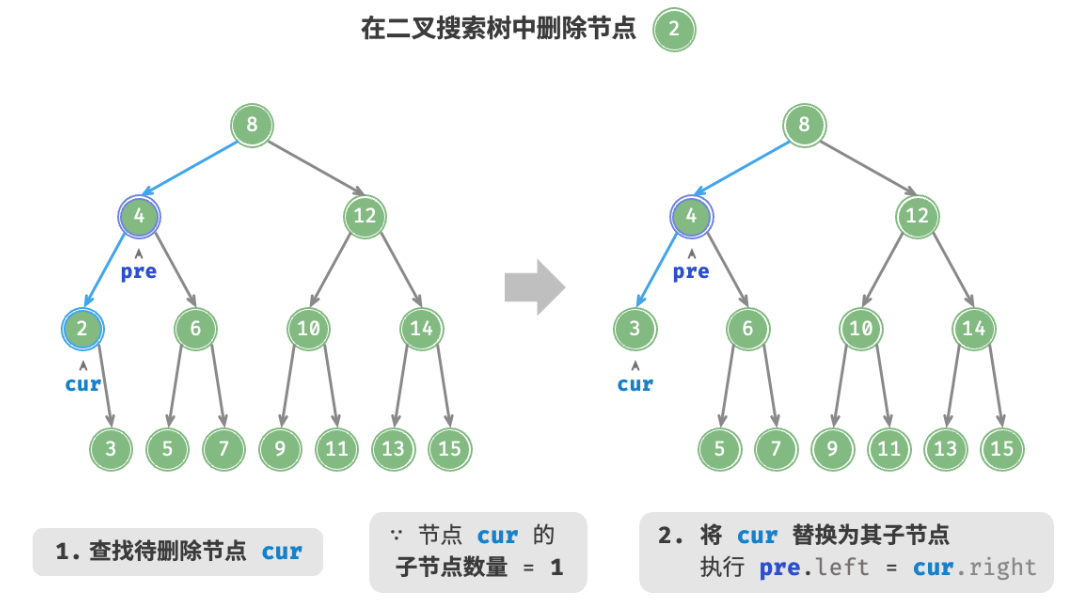 在二叉搜索树中删除节点 2
8 8
4 12 4 12
pre pre
2 6 10 14 3 6 10 14
cur cur
3 5 7 9 11 13 15 5 7 9 11 13 15
1. 查找待删除节点 cur
∵ 节点 cur 的
子节点数量 = 1
2. 将 cur 替换为其子节点
执行 pre.left = cur.right